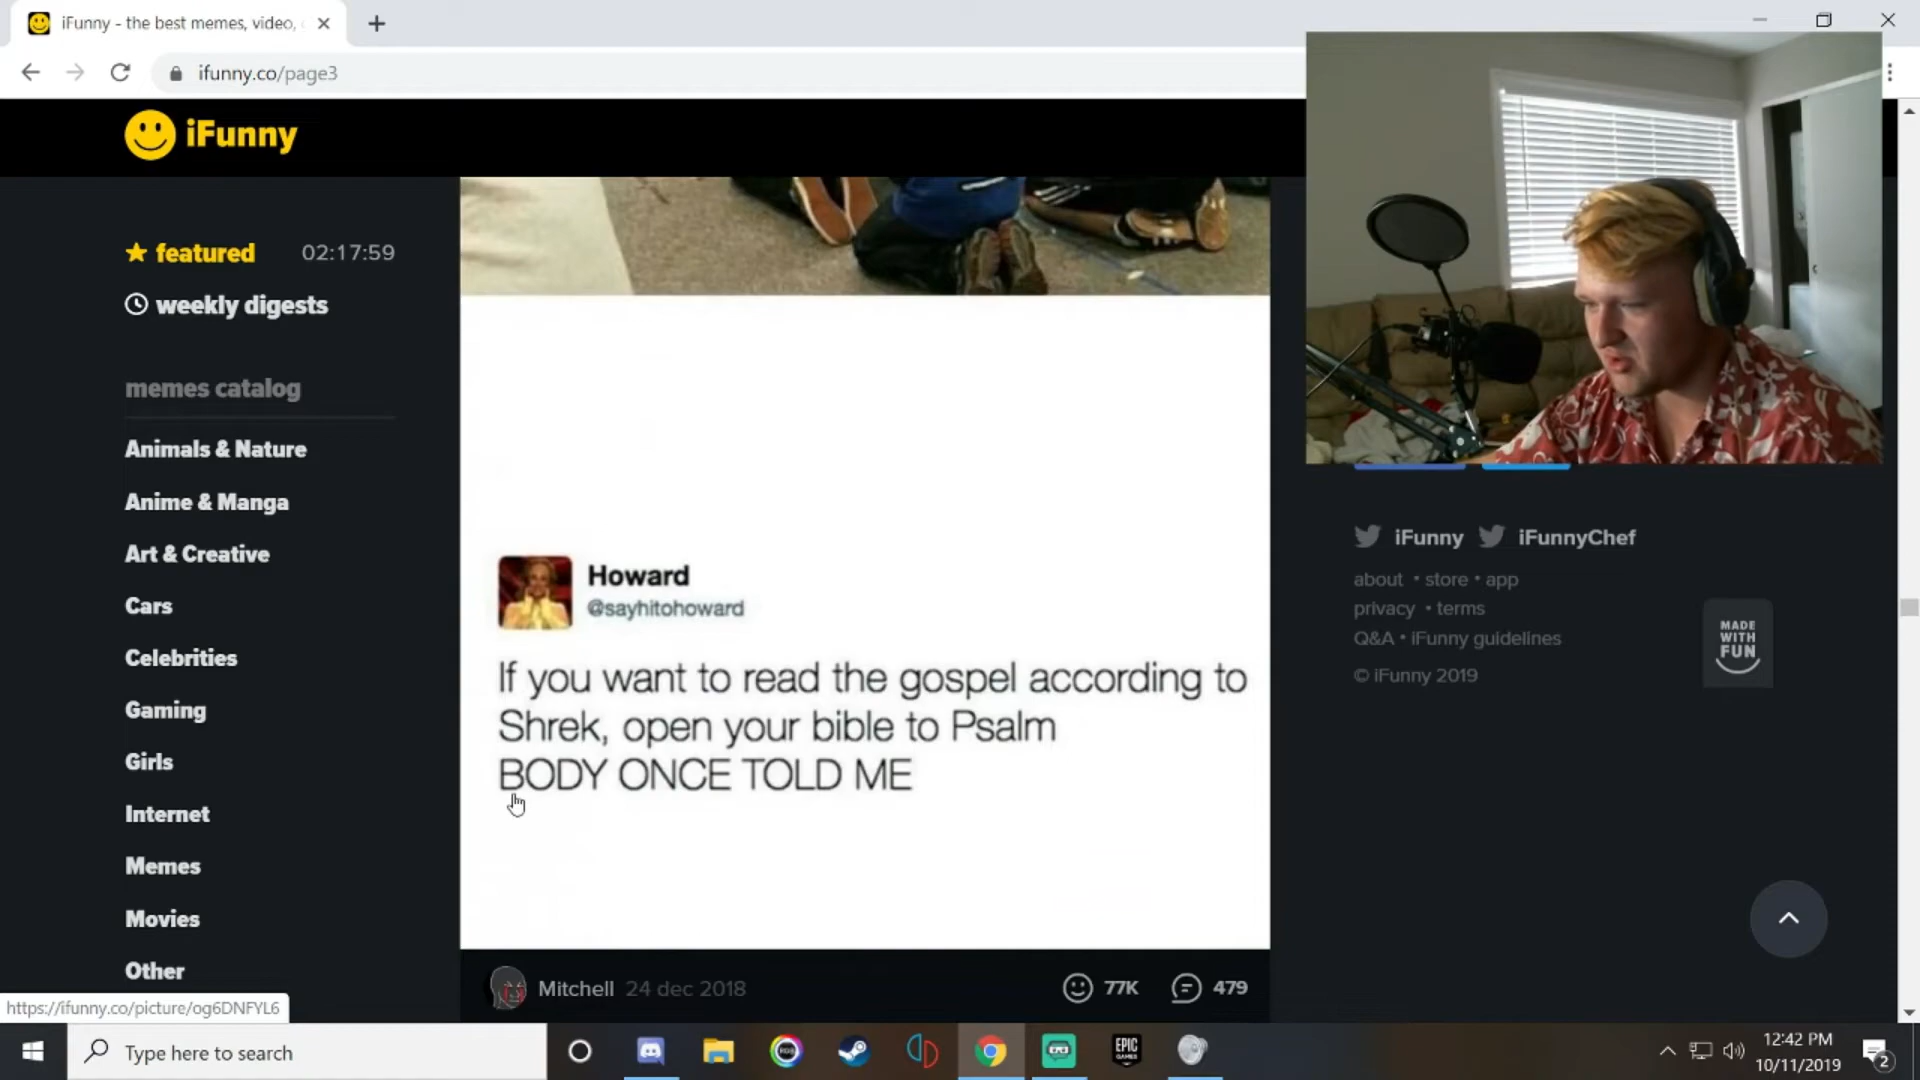 iFunny - the best memes, video,
ifunny.co/page3
iFunny
featured 02:17:59
weekly digests
memes catalog
Animals & Nature
Anime & Manga
Art & Creative
Cars
Celebrities
Gaming
Girls
Internet
Memes
Movies
Other
Howard
@sayhitohoward
If you want to read the gospel according to
Shrek, open your bible to Psalm
BODY ONCE TOLD ME
Mitchell 24 dec 2018 77K 479
iFunny iFunnyChef
about • store • app
privacy • terms
Q&A • iFunny guidelines
© iFunny 2019
MADE
WITH
FUN
https://ifunny.co/picture/og6DNFYL6
Type here to search
EPIC
GAMES
12:42 PM
10/11/2019
2